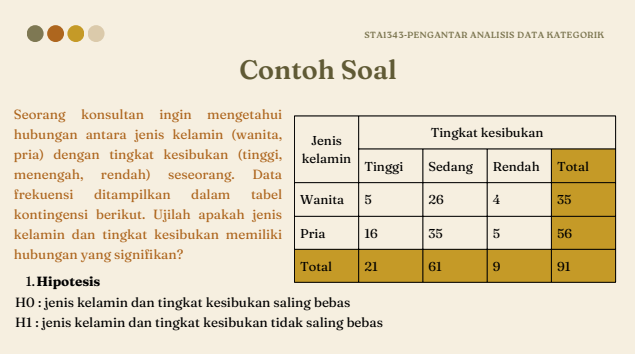 STA1343-PENGANTAR ANALISIS DATA KATEGORIK
Contoh Soal
Seorang konsultan ingin mengetahui
hubungan antara jenis kelamin (wanita,
pria) dengan tingkat kesibukan (tinggi,
menengah, rendah) seseorang. Data
frekuensi ditampilkan dalam tabel
kontingensi berikut. Ujilah apakah jenis
kelamin dan tingkat kesibukan memiliki
hubungan yang signifikan?
Jenis
kelamin
Tingkat kesibukan
Tinggi Sedang Rendah Total
Wanita 5 26 4 35
Pria 16 35 5 56
Total 21 61 9 91
1. Hipotesis
H0 : jenis kelamin dan tingkat kesibukan saling bebas
H1 : jenis kelamin dan tingkat kesibukan tidak saling bebas